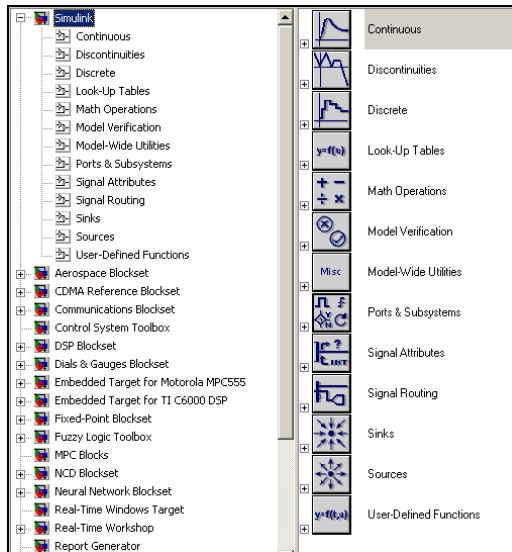 Simulink
Continuous
Discontinuities
Discrete
Look-Up Tables
Math Operations
Model Verification
Model-Wide Utilities
Ports & Subsystems
Signal Attributes
Signal Routing
Sinks
Sources
User-Defined Functions
Aerospace Blockset
CDMA Reference Blockset
Communications Blockset
Control System Toolbox
DSP Blockset
Dials & Gauges Blockset
Embedded Target for Motorola MPC555
Embedded Target for TI C6000 DSP
Fixed-Point Blockset
Fuzzy Logic Toolbox
MPC Blocks
NCD Blockset
Neural Network Blockset
Real-Time Windows Target
Real-Time Workshop
Report Generator
Continuous
Discontinuities
Discrete
y=f(u) Look-Up Tables
+ - ÷ × Math Operations
Model Verification
Misc Model-Wide Utilities
Ports & Subsystems
Signal Attributes
Signal Routing
Sinks
Sources
y=f(t,u) User-Defined Functions